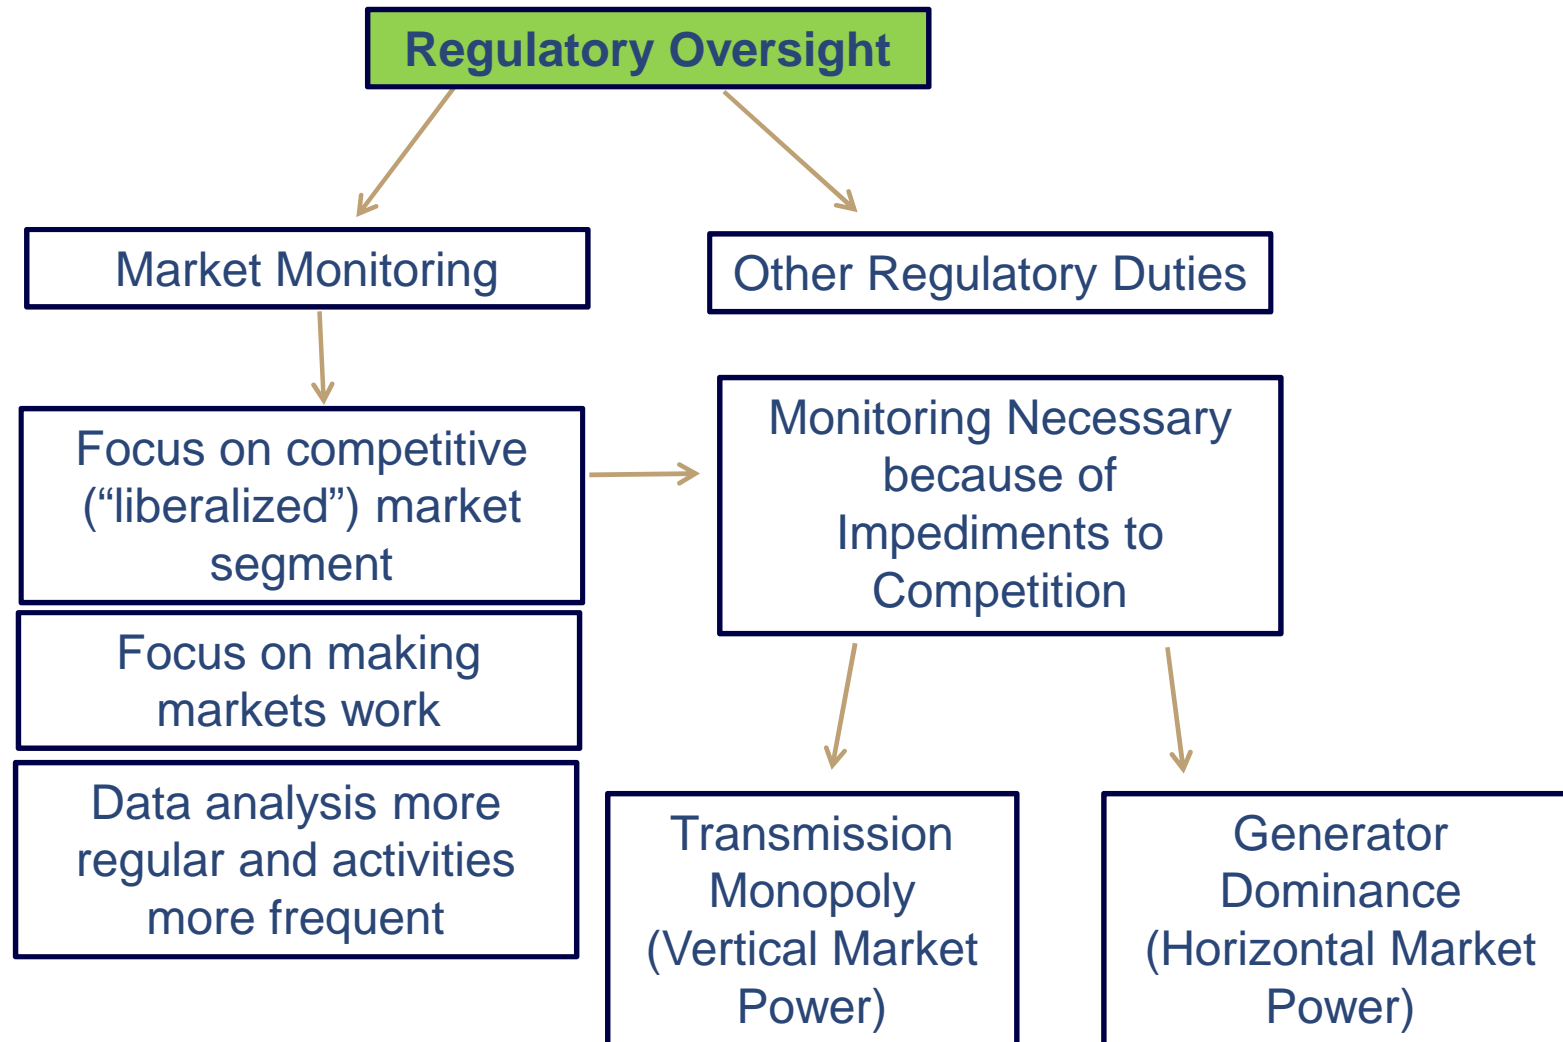 Regulatory Oversight
Market Monitoring
Other Regulatory Duties
Focus on competitive
(“liberalized”) market
segment
Monitoring Necessary
because of
Impediments to
Competition
Focus on making
markets work
Data analysis more
regular and activities
more frequent
Transmission
Monopoly
(Vertical Market
Power)
Generator
Dominance
(Horizontal Market
Power)